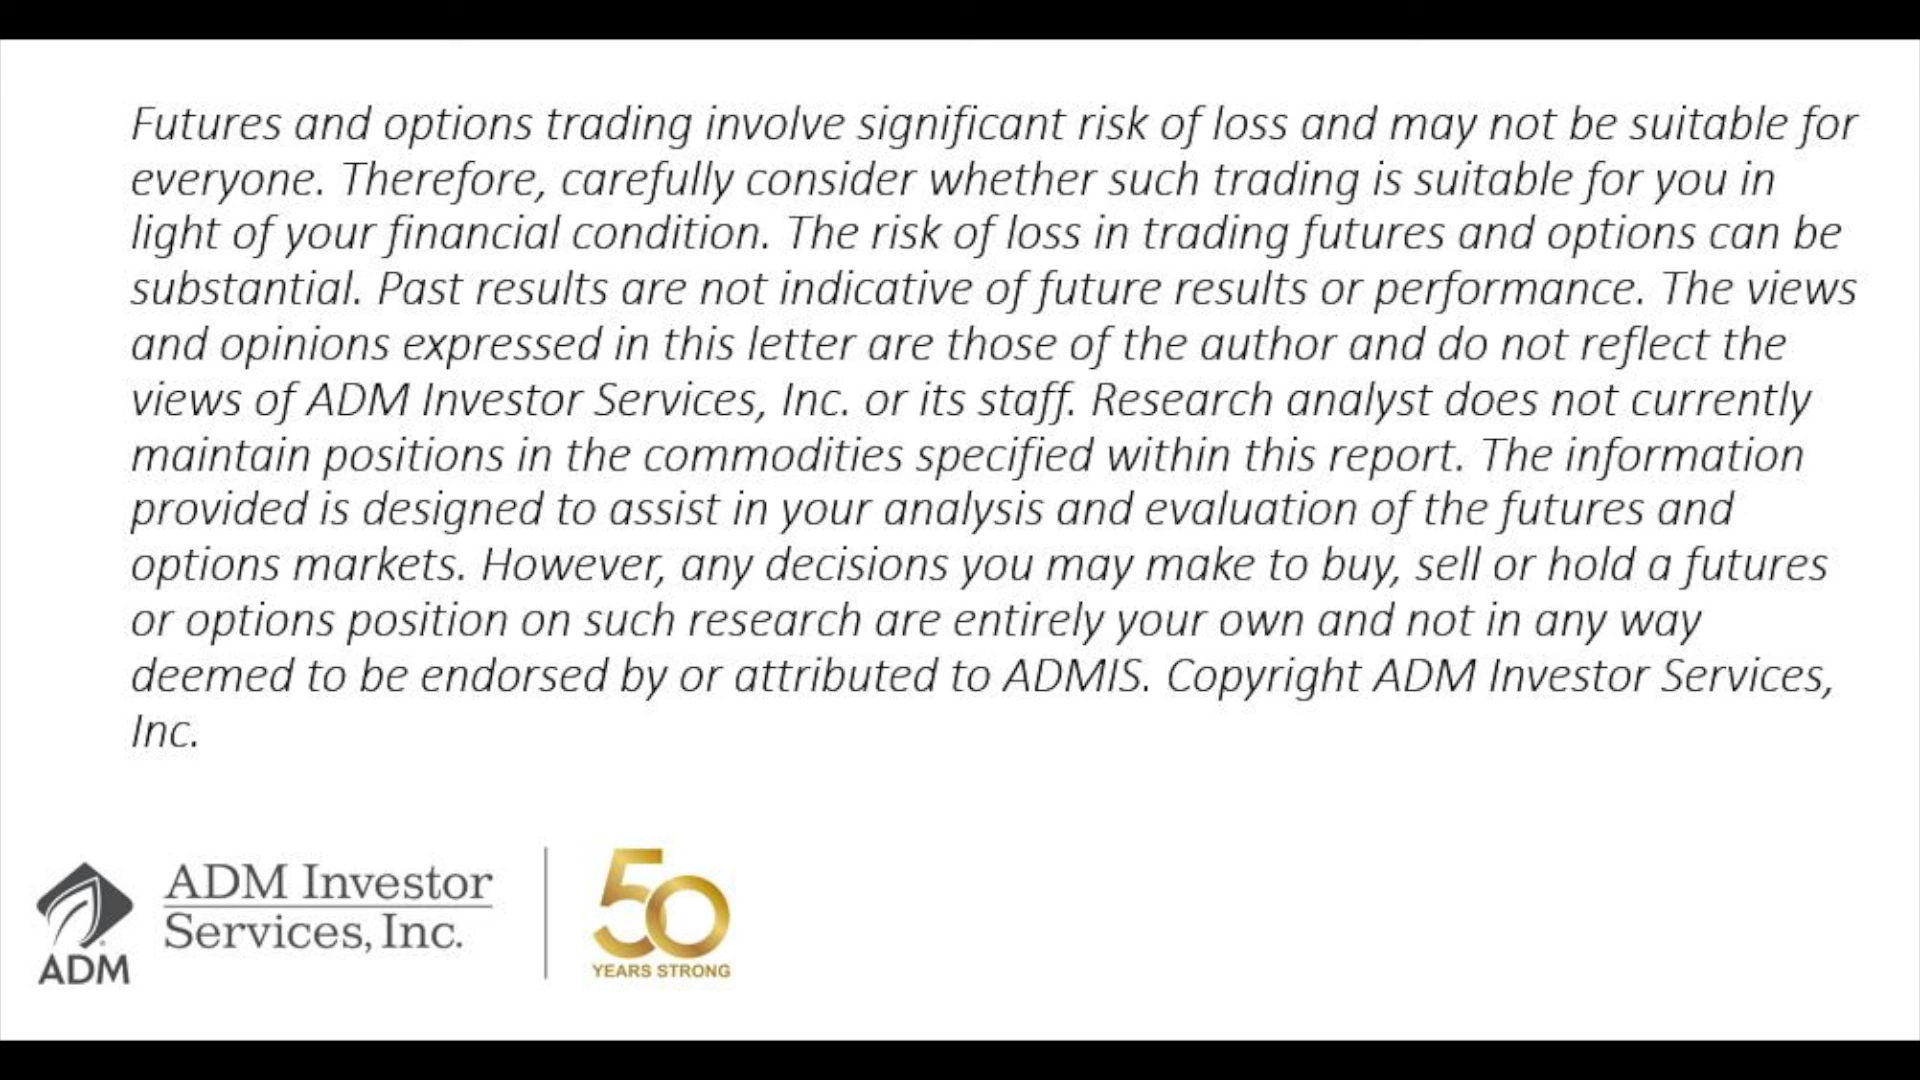 Futures and options trading involve significant risk of loss and may not be suitable for
everyone. Therefore, carefully consider whether such trading is suitable for you in
light of your financial condition. The risk of loss in trading futures and options can be
substantial. Past results are not indicative of future results or performance. The views
and opinions expressed in this letter are those of the author and do not reflect the
views of ADM Investor Services, Inc. or its staff. Research analyst does not currently
maintain positions in the commodities specified within this report. The information
provided is designed to assist in your analysis and evaluation of the futures and
options markets. However, any decisions you may make to buy, sell or hold a futures
or options position on such research are entirely your own and not in any way
deemed to be endorsed by or attributed to ADMIS. Copyright ADM Investor Services,
Inc.
ADM
ADM Investor
Services, Inc.
50
YEARS STRONG